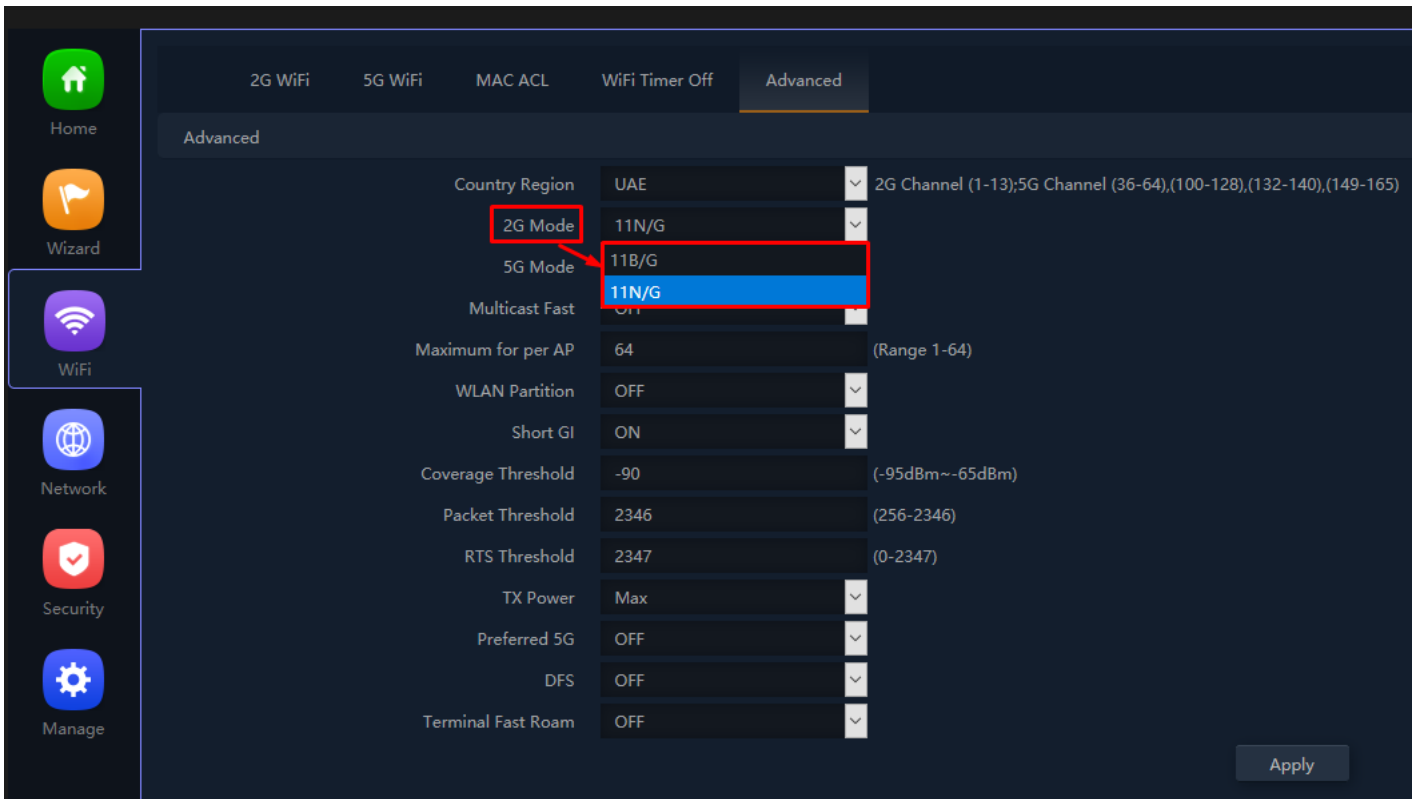 Home
Wizard
WiFi
Network
Security
Manage
2G WiFi 5G WiFi MAC ACL WiFi Timer Off Advanced
Advanced
Country Region UAE 2G Channel (1-13);5G Channel (36-64),(100-128),(132-140),(149-165)
2G Mode 11N/G
11B/G
5G Mode
11N/G
Multicast Fast OFF
Maximum for per AP 64 (Range 1-64)
WLAN Partition OFF
Short GI ON
Coverage Threshold -90 (-95dBm~-65dBm)
Packet Threshold 2346 (256-2346)
RTS Threshold 2347 (0-2347)
TX Power Max
Preferred 5G OFF
DFS OFF
Terminal Fast Roam OFF
Apply